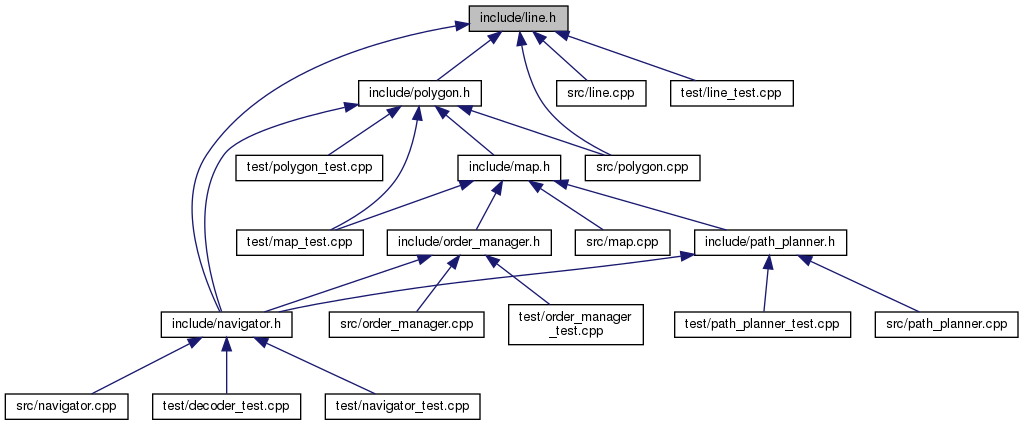 include/line.h
include/polygon.h
src/line.cpp
test/line_test.cpp
test/polygon_test.cpp
include/map.h
src/polygon.cpp
test/map_test.cpp
include/order_manager.h
src/map.cpp
include/path_planner.h
include/navigator.h
src/order_manager.cpp
test/order_manager
_test.cpp
test/path_planner_test.cpp
src/path_planner.cpp
src/navigator.cpp
test/decoder_test.cpp
test/navigator_test.cpp